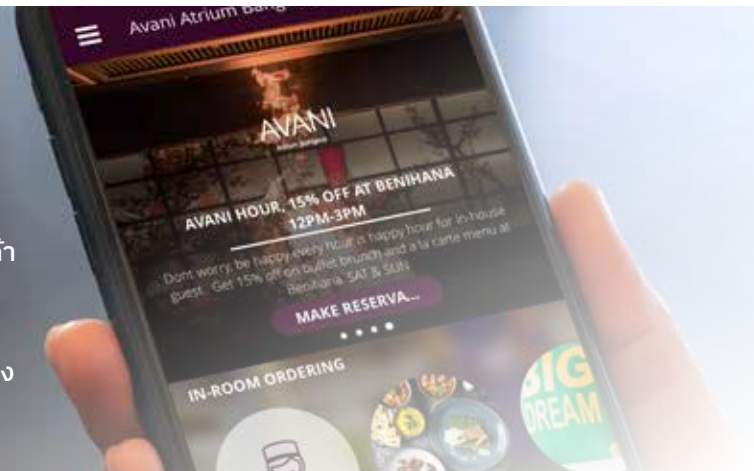 Avani Atrium
AVANI
AVANI HOUR, 15% OFF AT BENIHANA
12PM-3PM
Dont worry, be happy every hour is happy hour for in-house
guest. Get 15% off on buffet brunch and a la carte menu at
Benihana. SAT & SUN
MAKE RESERVA...
IN-ROOM ORDERING
BIG
DREAM
ง